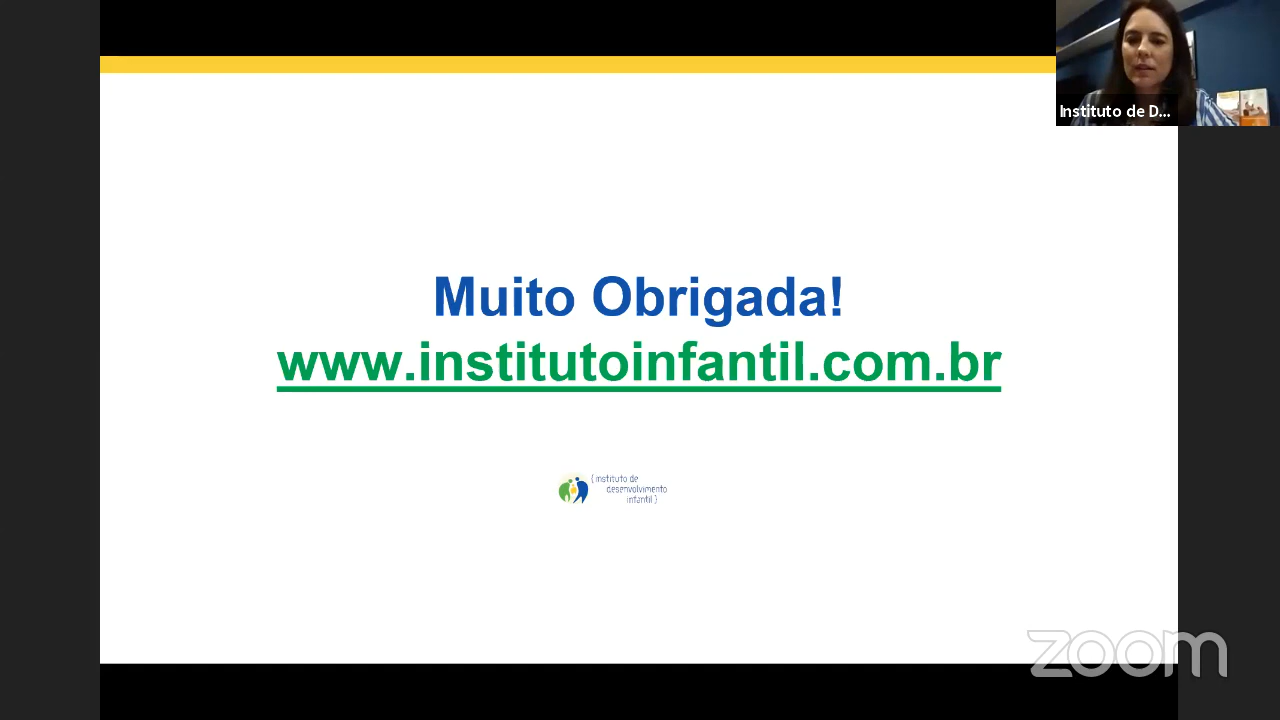 Instituto de D...
Muito Obrigada!
www.institutoinfantil.com.br
{ instituto de
desenvolvimento
infantil }
zoom